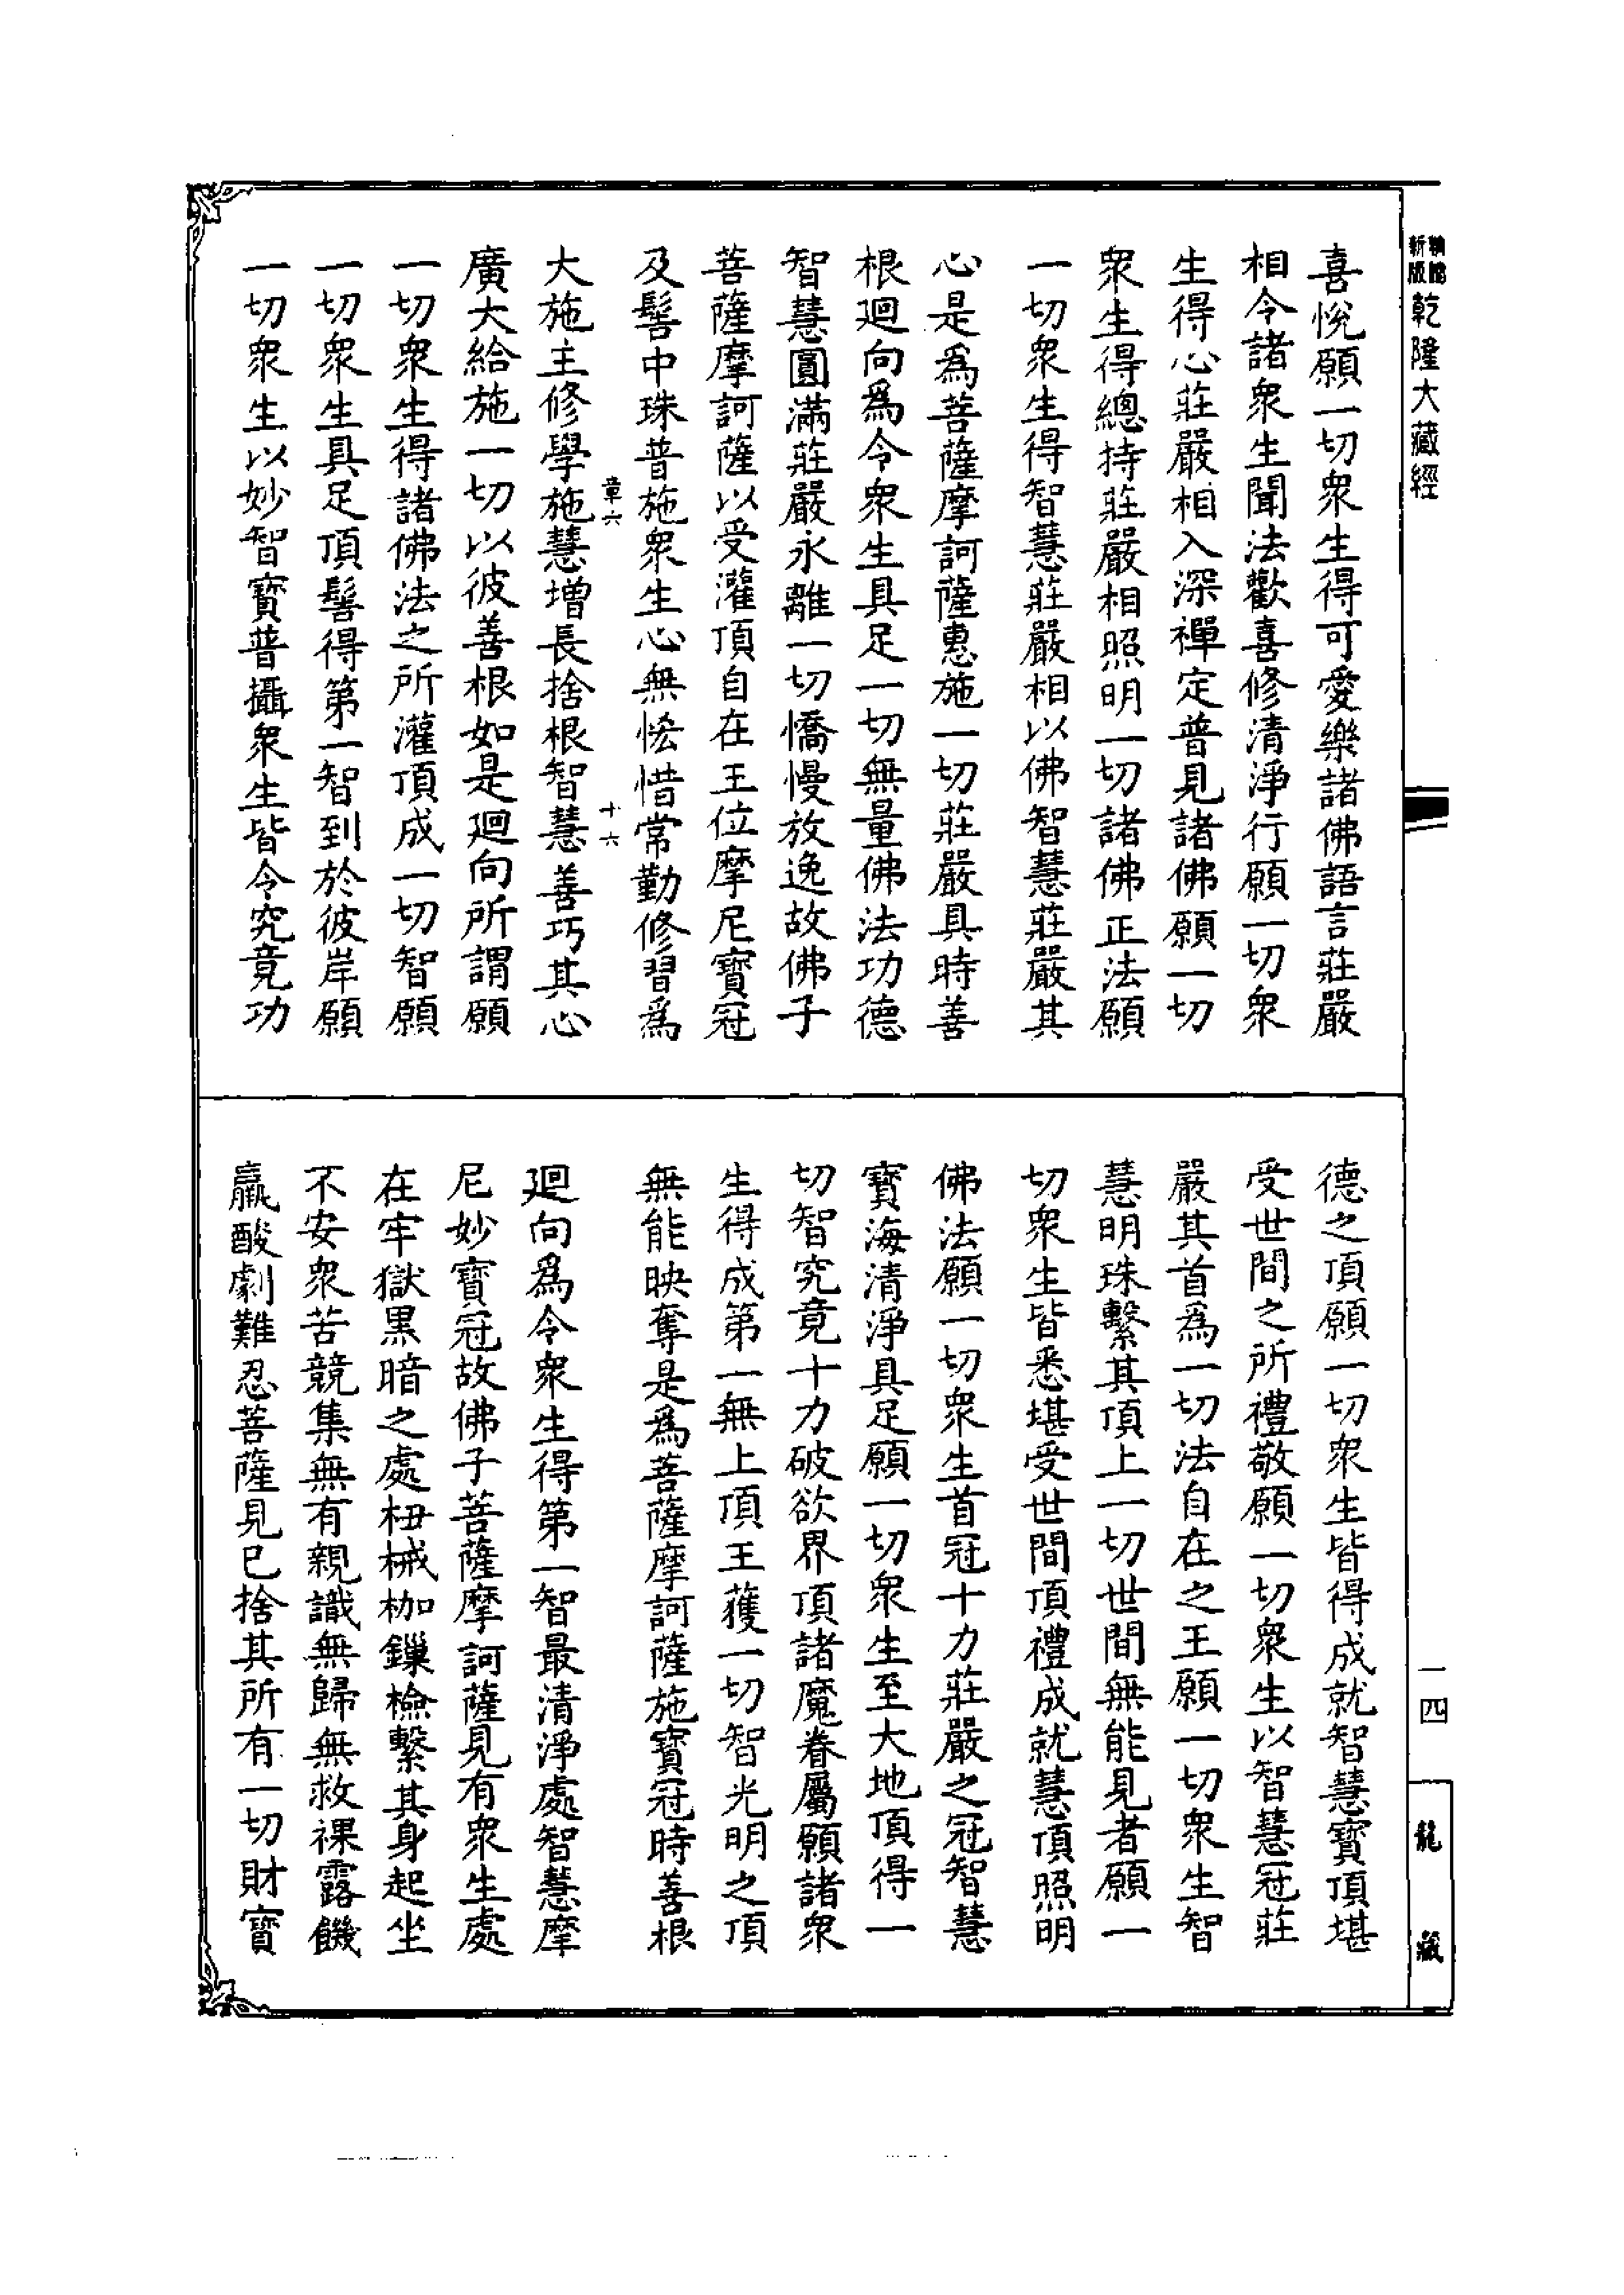 新版乾隆大藏經
喜悅願一切衆生得可愛樂諸佛語言莊嚴
相令諸衆生聞法歡喜修清淨行願一切衆
生得心莊嚴相入深禪定普見諸佛願一切
衆生得總持莊嚴相照明一切諸佛正法願
一切衆生得智慧莊嚴相以佛智慧莊嚴其
心是爲菩薩摩訶薩惠施一切莊嚴具時善
根迴向爲令衆生具足一切無量佛法功德
智慧圓滿莊嚴永離一切憍慢放逸故佛子
菩薩摩訶薩以受灌頂自在王位摩尼寶冠
及髻中珠普施衆生心無悋惜常勤修習爲
章六
十六
大施主修學施慧增長捨根智慧善巧其心
廣大給施一切以彼善根如是迴向所謂願
一切衆生得諸佛法之所灌頂成一切智願
一切衆生具足頂髻得第一智到於彼岸願
一切衆生以妙智寶普攝衆生皆令究竟功
德之頂願一切衆生皆得成就智慧寶頂堪
受世間之所禮敬願一切衆生以智慧冠莊
嚴其首爲一切法自在之王願一切衆生智
慧明珠繫其頂上一切世間無能見者願一
切衆生皆悉堪受世間頂禮成就慧頂照明
佛法願一切衆生首冠十力莊嚴之冠智慧
寶海清淨具足願一切衆生至大地頂得一
切智究竟十力破欲界頂諸魔眷屬願諸衆
生得成第一無上頂王獲一切智光明之頂
無能映奪是爲菩薩摩訶薩施寶冠時善根
迴向爲令衆生得第一智最清淨處智慧摩
尼妙寶冠故佛子菩薩摩訶薩見有衆生處
在牢獄黑暗之處杻械枷鏁檢繫其身起坐
不安衆苦競集無有親識無歸無救裸露饑
羸酸劇難忍菩薩見已捨其所有一切財寶
一四
龍藏